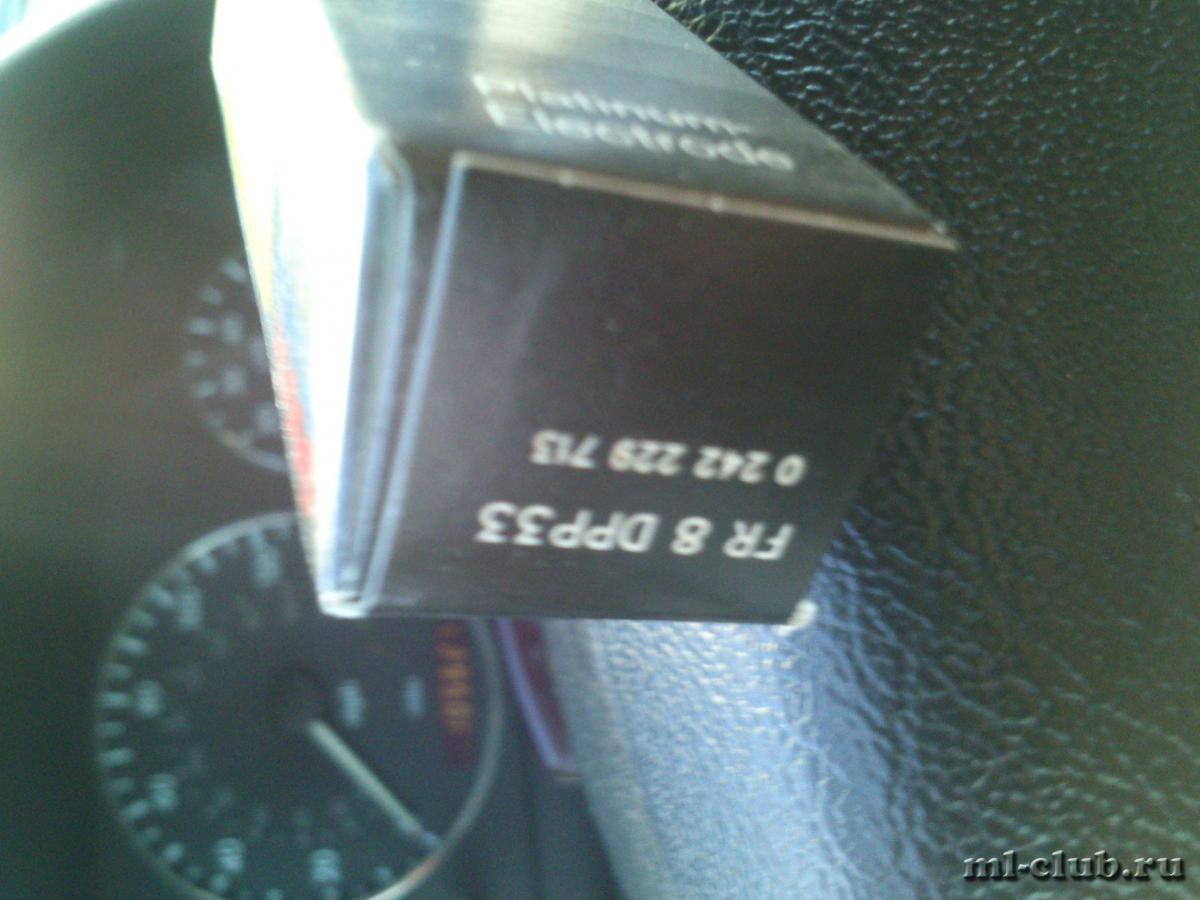 Platinum-
Electrode
FR 8 DPP33
0 242 229 713
ml-club.ru